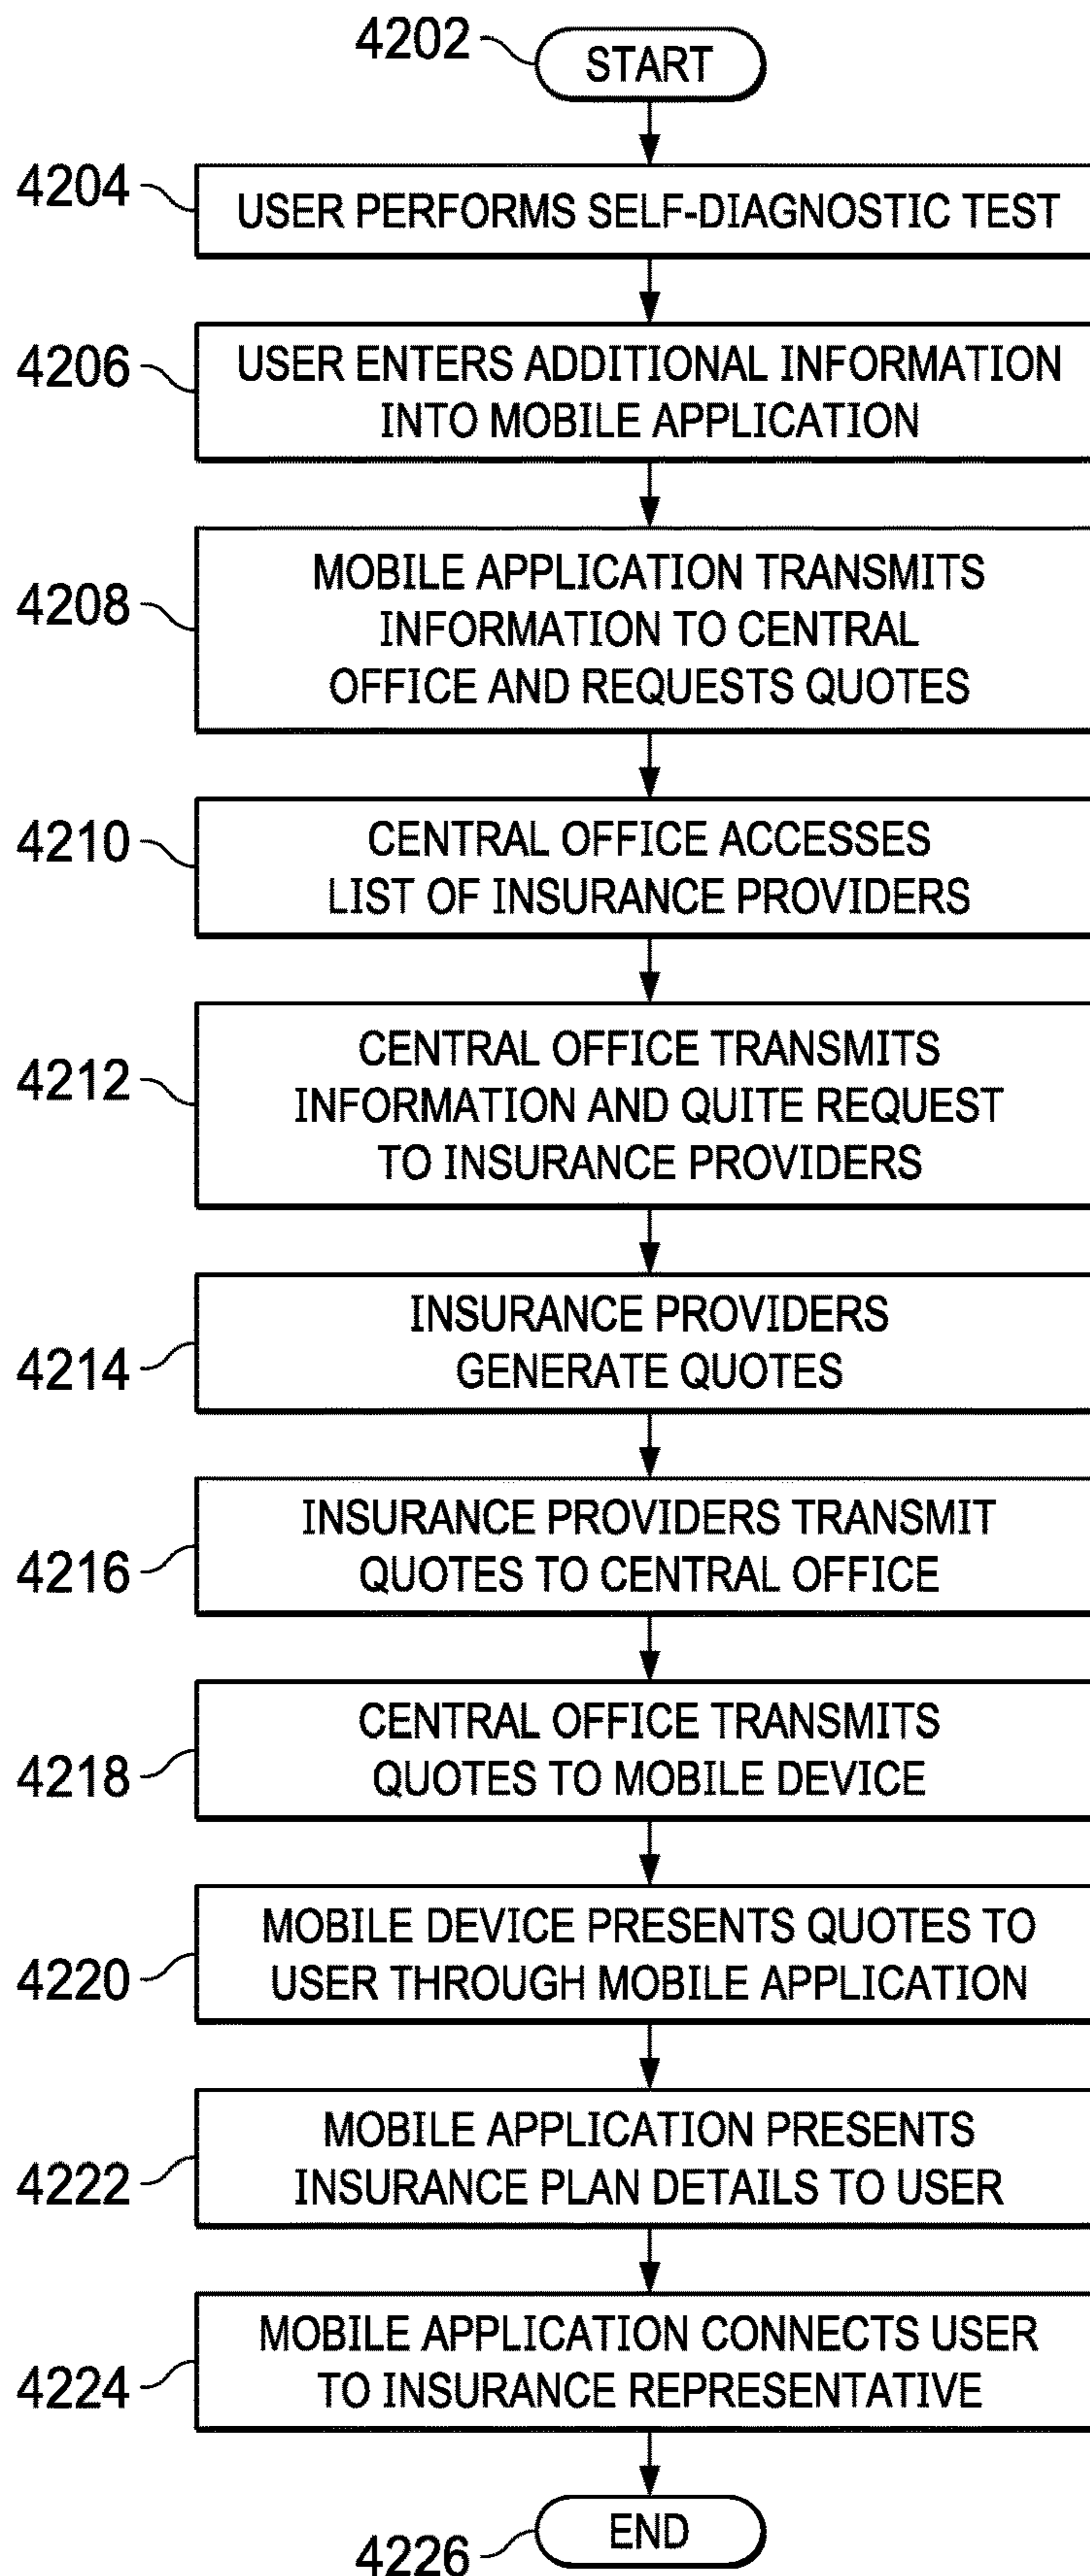 4202
START
4204
USER PERFORMS SELF-DIAGNOSTIC TEST
4206
USER ENTERS ADDITIONAL INFORMATION
INTO MOBILE APPLICATION
4208
MOBILE APPLICATION TRANSMITS
INFORMATION TO CENTRAL
OFFICE AND REQUESTS QUOTES
4210
CENTRAL OFFICE ACCESSES
LIST OF INSURANCE PROVIDERS
4212
CENTRAL OFFICE TRANSMITS
INFORMATION AND QUITE REQUEST
TO INSURANCE PROVIDERS
4214
INSURANCE PROVIDERS
GENERATE QUOTES
4216
INSURANCE PROVIDERS TRANSMIT
QUOTES TO CENTRAL OFFICE
4218
CENTRAL OFFICE TRANSMITS
QUOTES TO MOBILE DEVICE
4220
MOBILE DEVICE PRESENTS QUOTES TO
USER THROUGH MOBILE APPLICATION
4222
MOBILE APPLICATION PRESENTS
INSURANCE PLAN DETAILS TO USER
4224
MOBILE APPLICATION CONNECTS USER
TO INSURANCE REPRESENTATIVE
4226
END